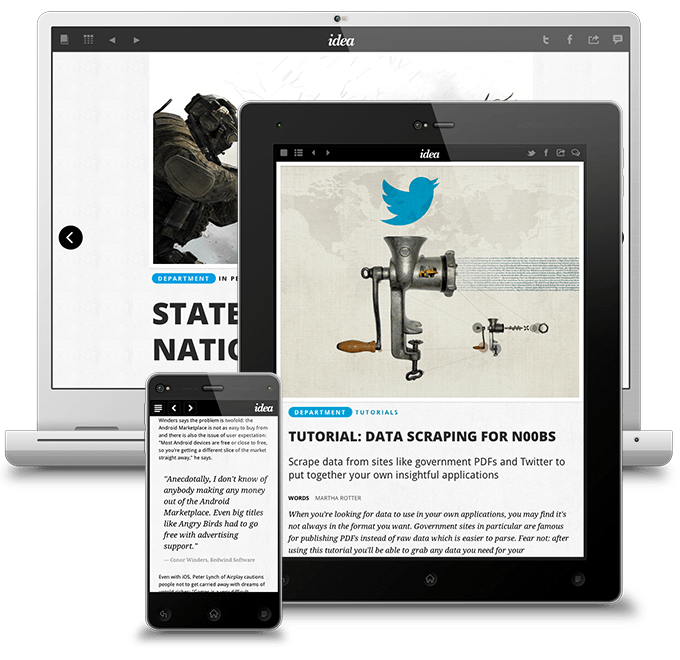 idea
DEPARTMENT IN
STATE
NATIO
idea
DEPARTMENT TUTORIALS
TUTORIAL: DATA SCRAPING FOR N00BS
Scrape data from sites like government PDFs and Twitter to
put together your own insightful applications
WORDS MARTHA ROTTER
When you're looking for data to use in your own applications, you may find it's
not always in the format you want. Government sites in particular are famous
for publishing PDFs instead of raw data which is easier to parse. Fear not: after
using this tutorial you'll be able to grab any data you need for your
idea
Winders says the problem is twofold: the
Android Marketplace is not as easy to buy from
and there is also the issue of user expectation:
"Most Android devices are free or close to free,
so you're getting a different slice of the market
straight away," he says.
"Anecdotally, I don't know of
anybody making any money
out of the Android
Marketplace. Even big titles
like Angry Birds had to go
free with advertising
support."
— Conor Winders, Redwind Software
Even with iOS, Peter Lynch of Airplay cautions
people not to get carried away with dreams of